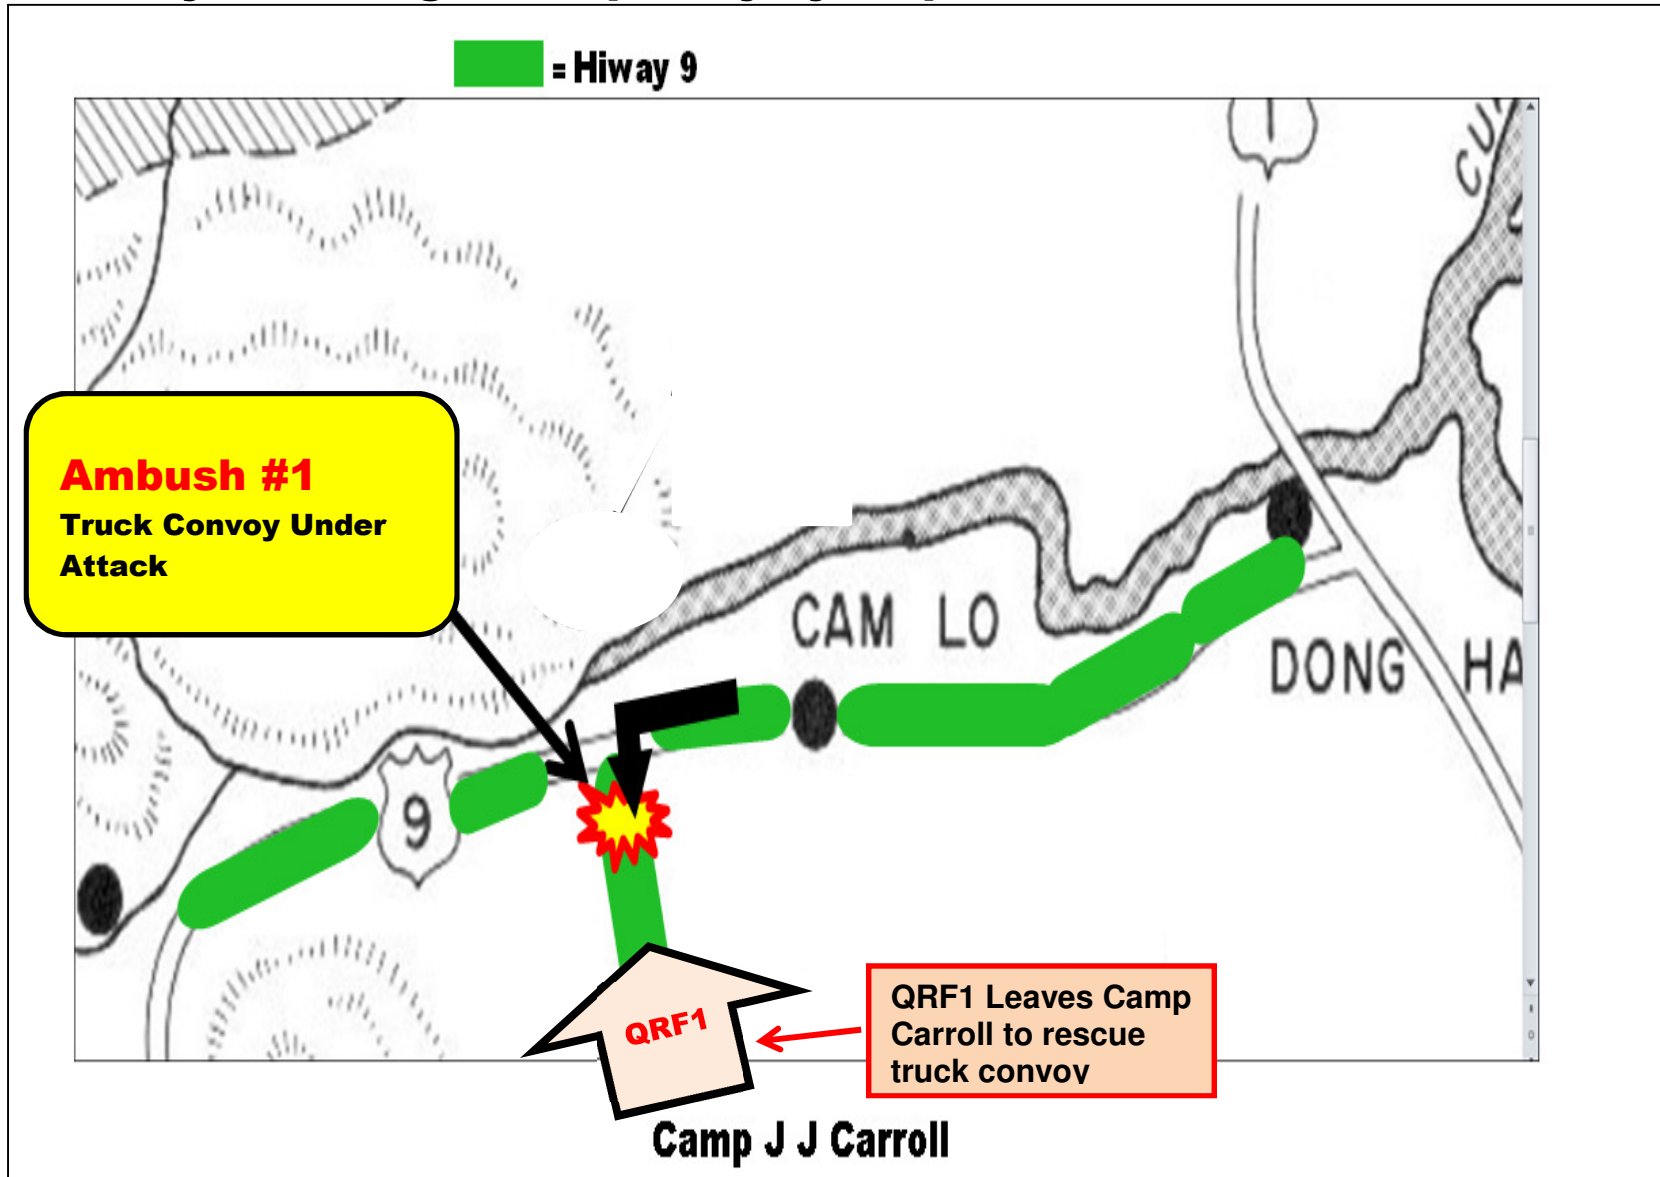 = Hiway 9
1
CU
Ambush #1
Truck Convoy Under
Attack
CAM LO
DONG HA
9
QRF1
QRF1 Leaves Camp
Carroll to rescue
truck convoy
Camp J J Carroll